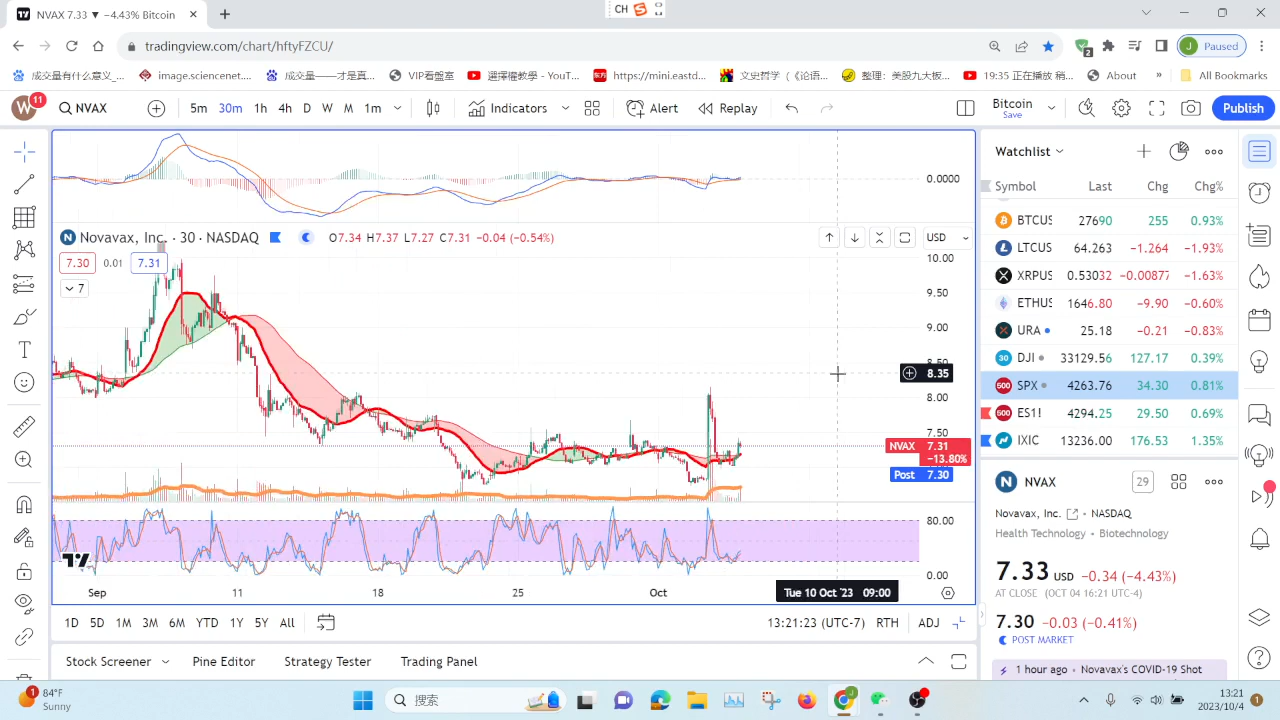 NVAX 7.33 ▼ −4.43% Bitcoin
CH
tradingview.com/chart/hftyFZCU/
2
J Paused
成交量有什么意义_...
image.sciencenet....
成交量——才是真...
VIP看盤室
選擇權教學 - YouT...
https://mini.eastd...
文史哲（《论语...
整理：美股九大板...
19:35 正在播放 稍...
About
»
All Bookmarks
W 11
NVAX
5m 30m 1h 4h D W M 1m
Indicators
Alert
Replay
Bitcoin
Save
Publish
0.0000
N Novavax, Inc. · 30 · NASDAQ O7.34 H7.37 L7.27 C7.31 −0.04 (−0.54%)
USD
7.30 0.01 7.31
7
10.00
9.50
9.00
8.50
8.35
8.00
7.50
NVAX 7.31
−13.80%
Post 7.30
80.00
0.00
Sep 11 18 25 Oct
Tue 10 Oct '23 09:00
1D 5D 1M 3M 6M YTD 1Y 5Y All
13:21:23 (UTC-7) RTH ADJ
Stock Screener Pine Editor Strategy Tester Trading Panel
Watchlist
Symbol Last Chg Chg%
BTCUS 27690 255 0.93%
LTCUS 64.263 −1.264 −1.93%
XRPUS 0.53032 −0.00877 −1.63%
ETHUS 1646.80 −9.90 −0.60%
URA 25.18 −0.21 −0.83%
30 DJI 33129.56 127.17 0.39%
500 SPX 4263.76 34.30 0.81%
500 ES1! 4294.25 29.50 0.69%
IXIC 13236.00 176.53 1.35%
N NVAX 29
Novavax, Inc. • NASDAQ
Health Technology • Biotechnology
7.33 USD −0.34 (−4.43%)
AT CLOSE (OCT 04 16:21 UTC-4)
7.30 −0.03 (−0.41%)
POST MARKET
1 hour ago • Novavax's COVID-19 Shot
1 84°F
Sunny
搜索
13:21
2023/10/4
1